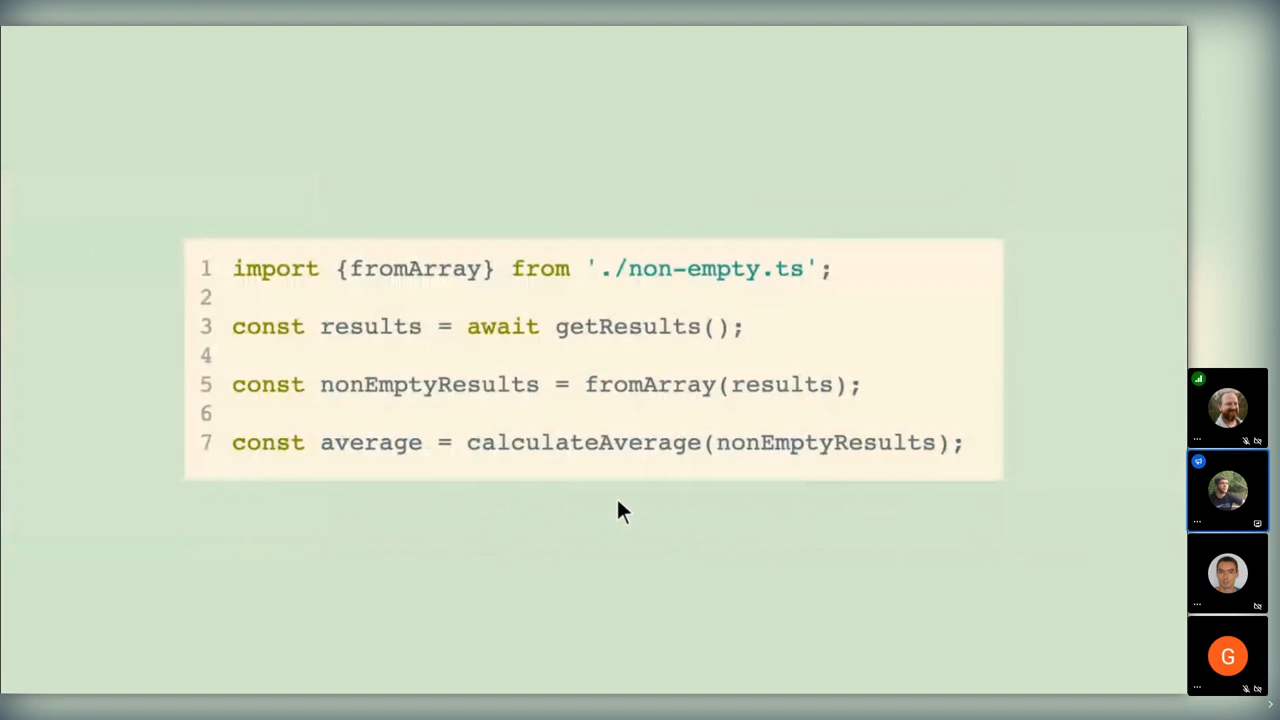 1 import {fromArray} from './non-empty.ts';
2
3 const results = await getResults();
4
5 const nonEmptyResults = fromArray(results);
6
7 const average = calculateAverage(nonEmptyResults);
G